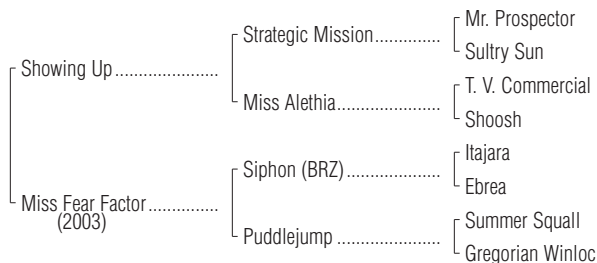 Mr. Prospector
Strategic Mission..............
Sultry Sun
Showing Up......................
T. V. Commercial
Miss Alethia......................
Shoosh
Itajara
Siphon (BRZ)....................
Ebrea
Miss Fear Factor...............
(2003)
Summer Squall
Puddlejump ......................
Gregorian Winloc